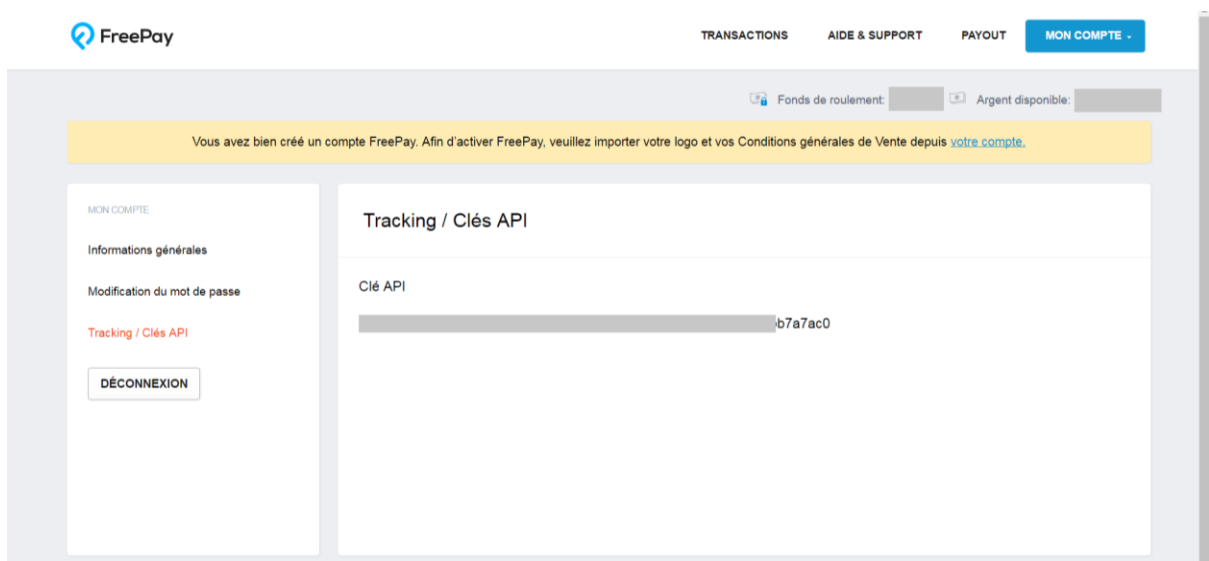 FreePay
TRANSACTIONS
AIDE & SUPPORT
PAYOUT
MON COMPTE
Fonds de roulement:
Argent disponible:
Vous avez bien créé un compte FreePay. Afin d'activer FreePay, veuillez importer votre logo et vos Conditions générales de Vente depuis votre compte.
MON COMPTE
Informations générales
Modification du mot de passe
Tracking / Clés API
DÉCONNEXION
Tracking / Clés API
Clé API
b7a7ac0